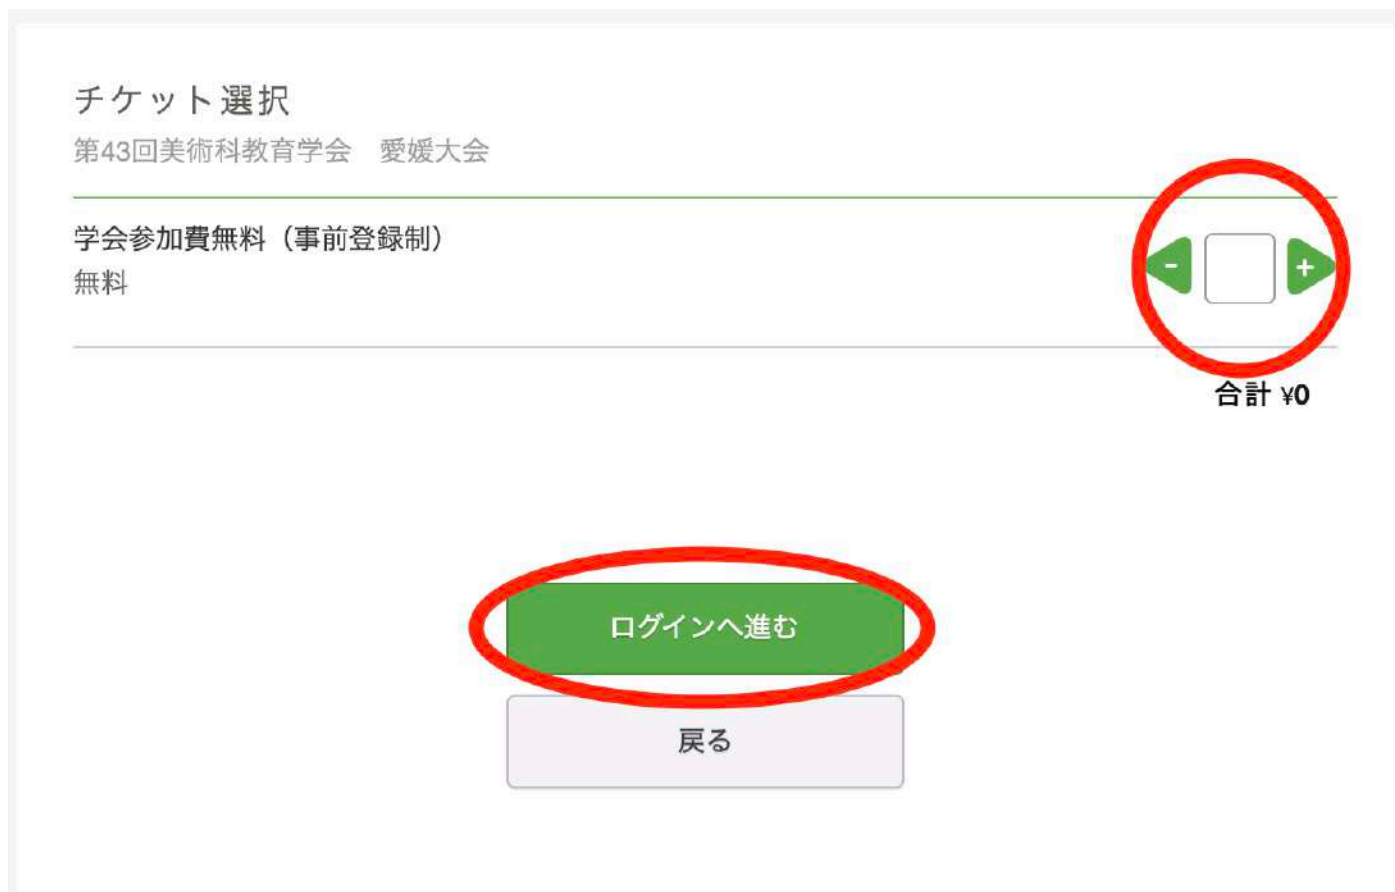 チケット選択
第43回美術科教育学会　愛媛大会
学会参加費無料（事前登録制）
無料
- +
合計 ¥0
ログインへ進む
戻る